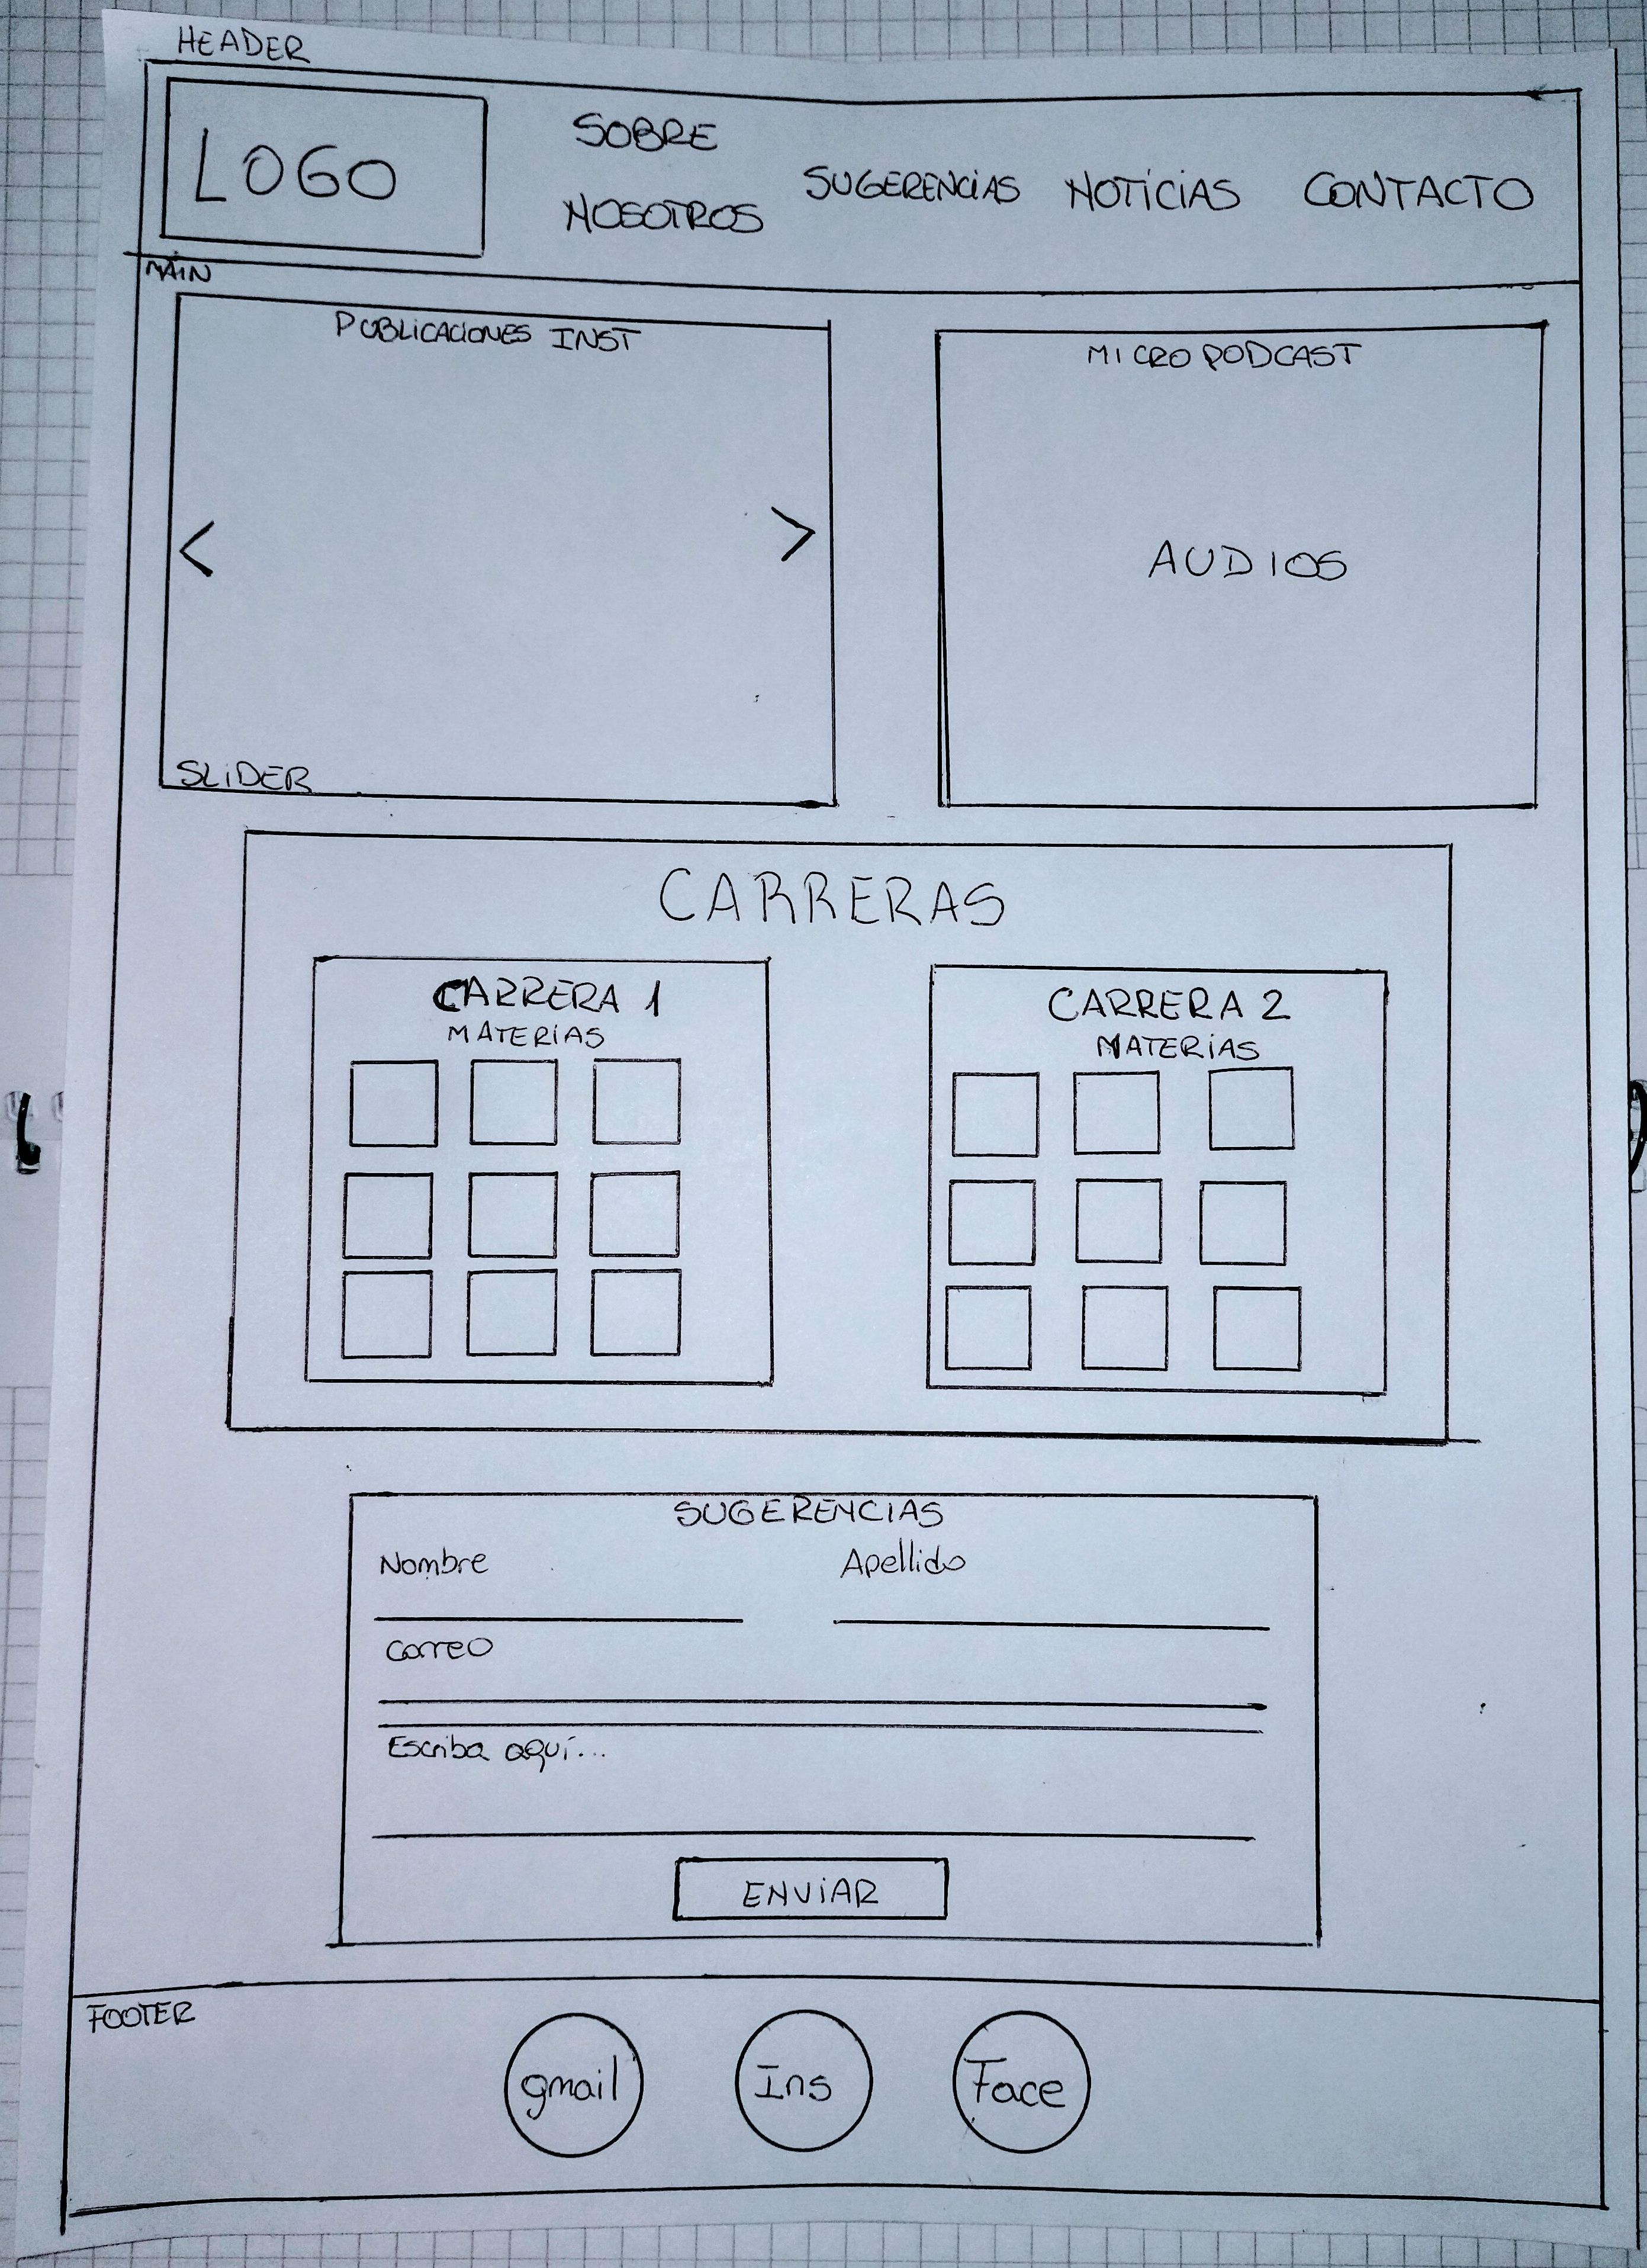 HEADER
LOGO
SOBRE
NOSOTROS
SUGERENCIAS
NOTICIAS
CONTACTO
MAIN
PUBLICACIONES INST
<
>
SLIDER
MICRO PODCAST
AUDIOS
CARRERAS
CARRERA 1
MATERIAS
CARRERA 2
MATERIAS
SUGERENCIAS
Nombre
Apellido
Correo
Escriba aquí...
ENVIAR
FOOTER
gmail
Ins
Face